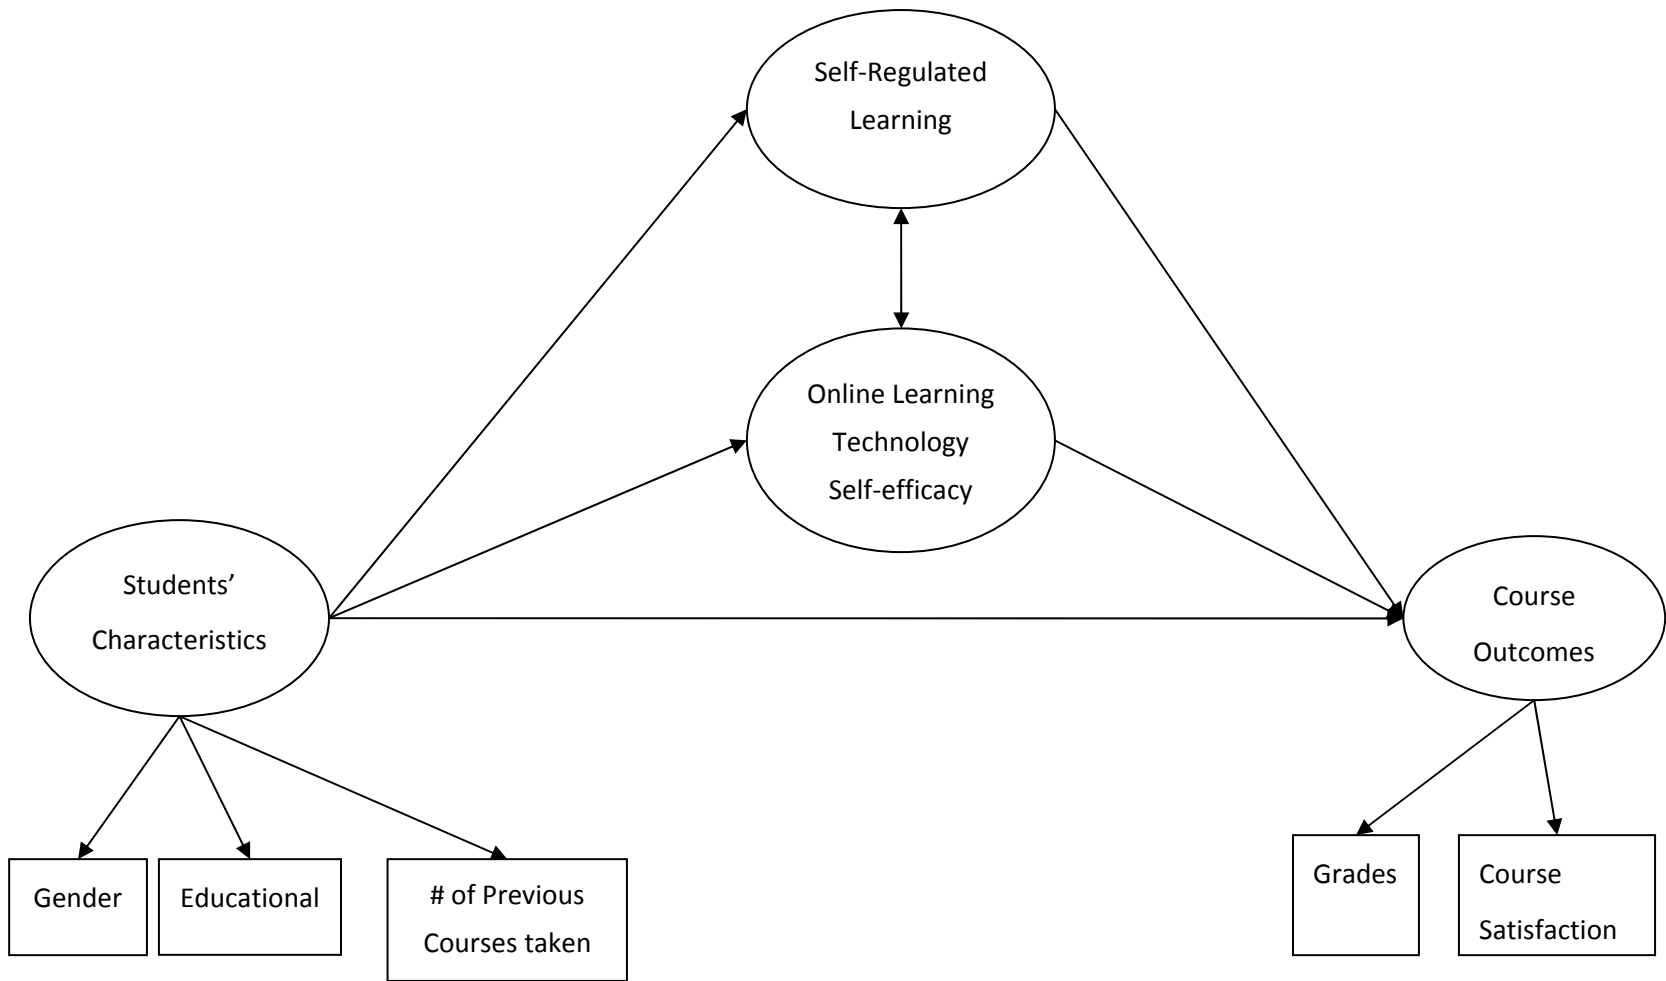 Self-Regulated
Learning
Online Learning
Technology
Self-efficacy
Students’
Characteristics
Course
Outcomes
Gender
Educational
# of Previous
Courses taken
Grades
Course
Satisfaction